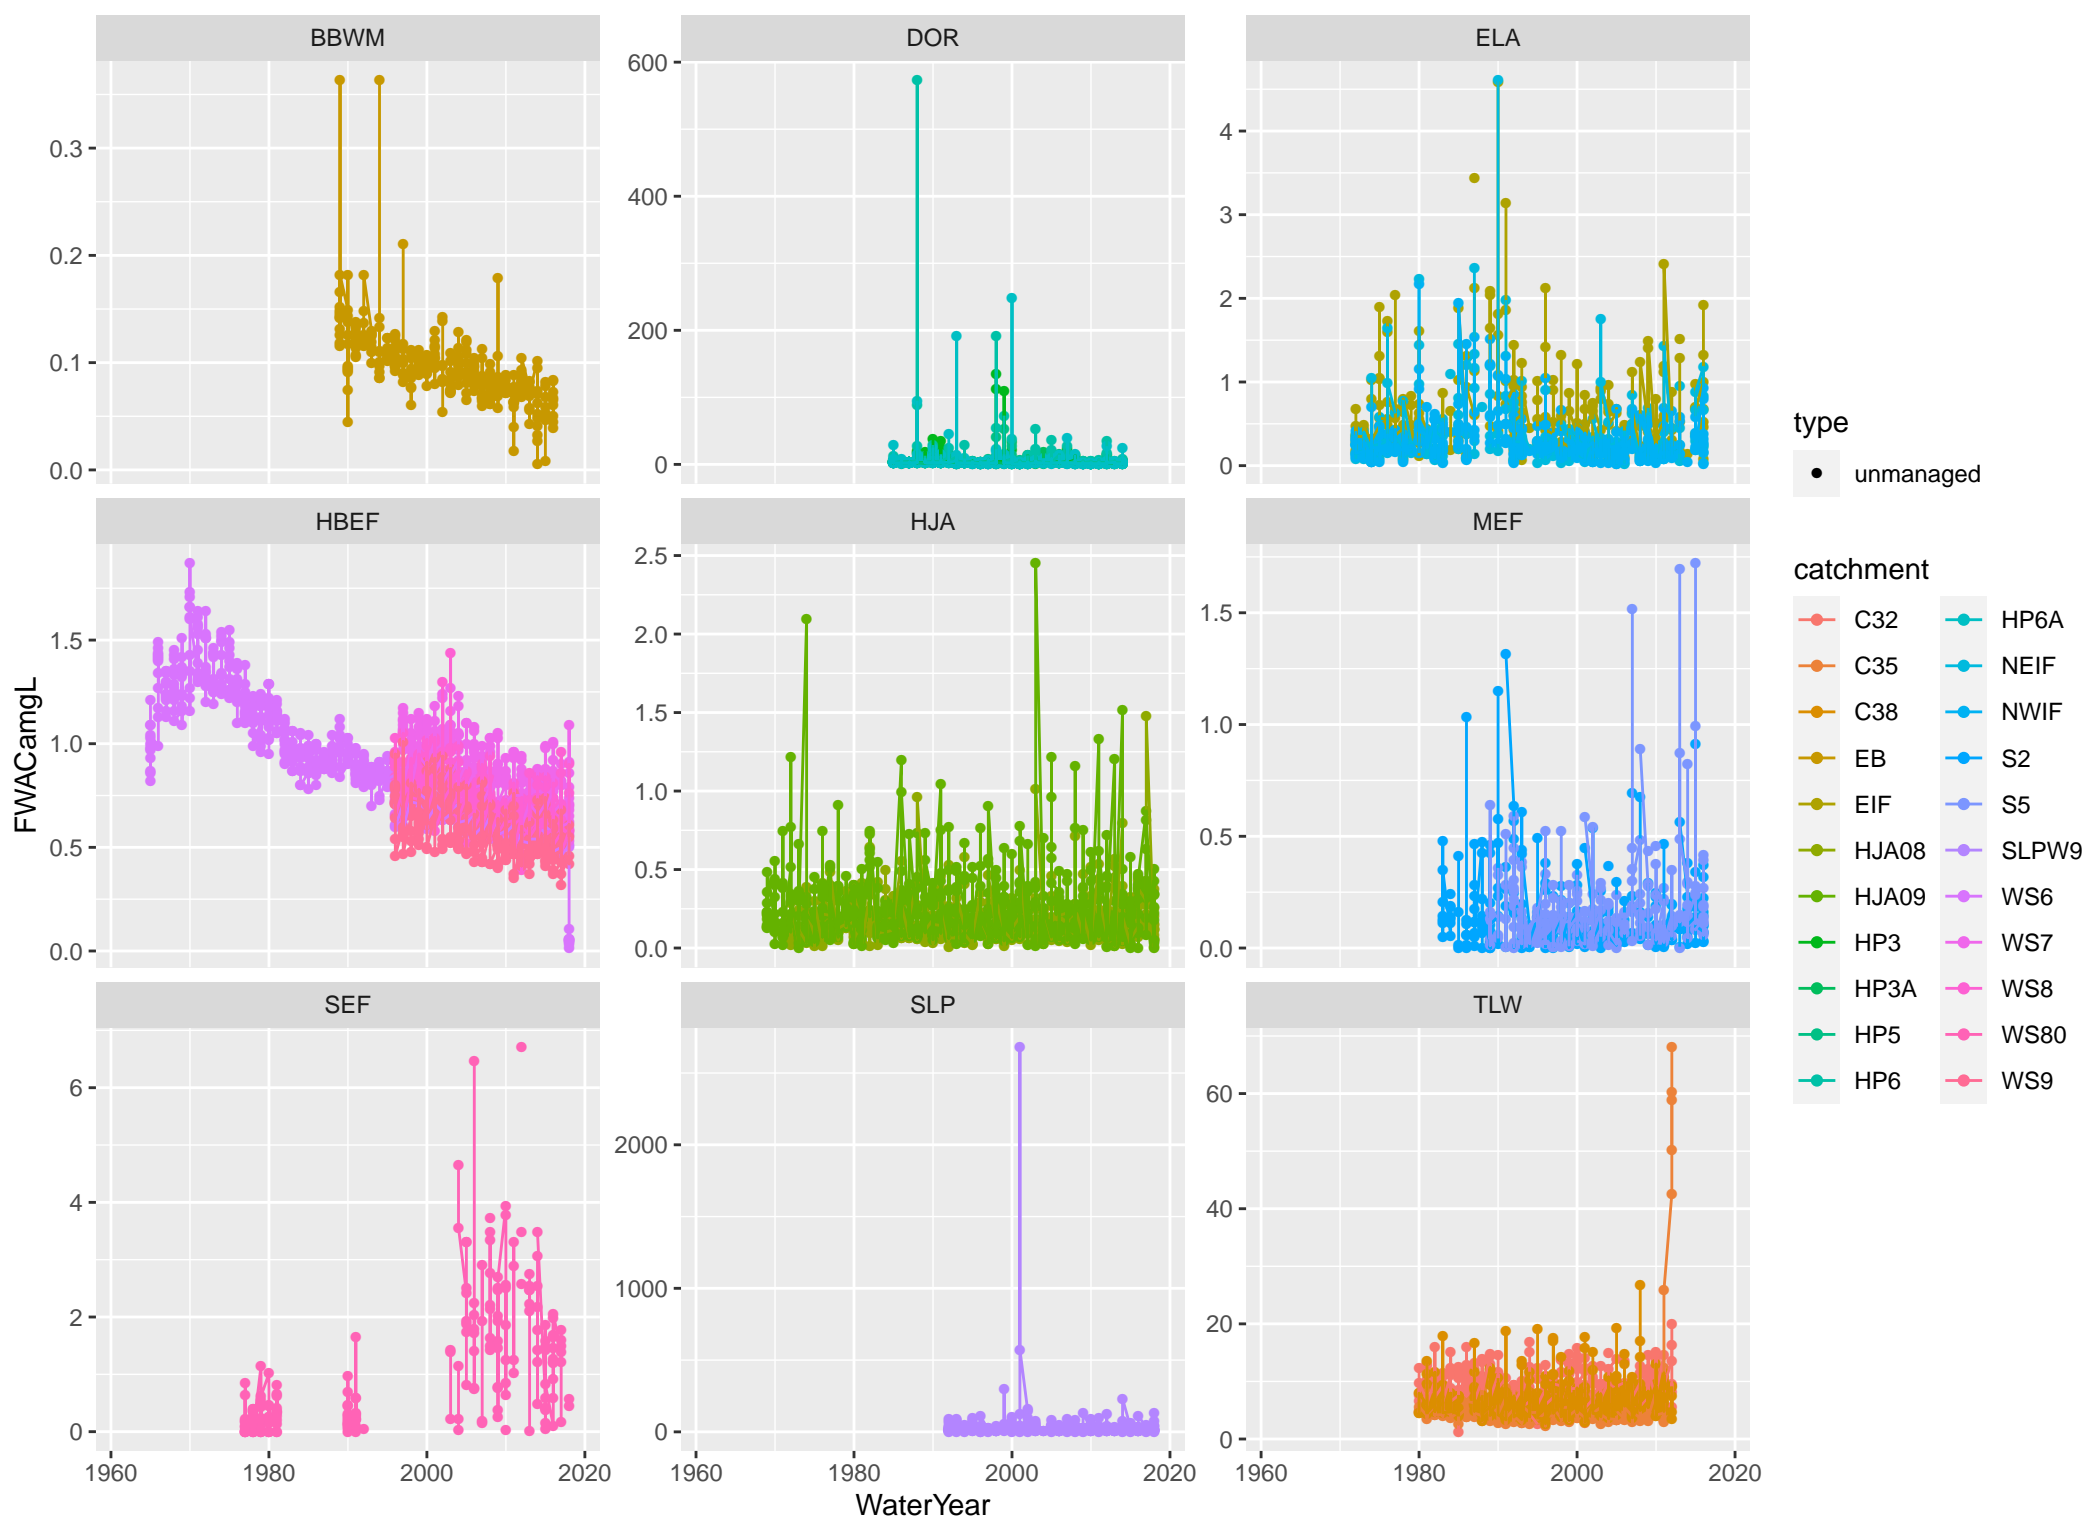 BBWM DOR ELA
0.3
0.2
0.1
0.0
600
400
200
0
4
3
2
1
0
HBEF HJA MEF
1.5
1.0
0.5
0.0
2.5
2.0
1.5
1.0
0.5
0.0
1.5
1.0
0.5
0.0
SEF SLP TLW
6
4
2
0
2000
1000
0
60
40
20
0
1960 1980 2000 2020
1960 1980 2000 2020
1960 1980 2000 2020
WaterYear
FWACamgL
type
unmanaged
catchment
C32
C35
C38
EB
EIF
HJA08
HJA09
HP3
HP3A
HP5
HP6
HP6A
NEIF
NWIF
S2
S5
SLPW9
WS6
WS7
WS8
WS80
WS9